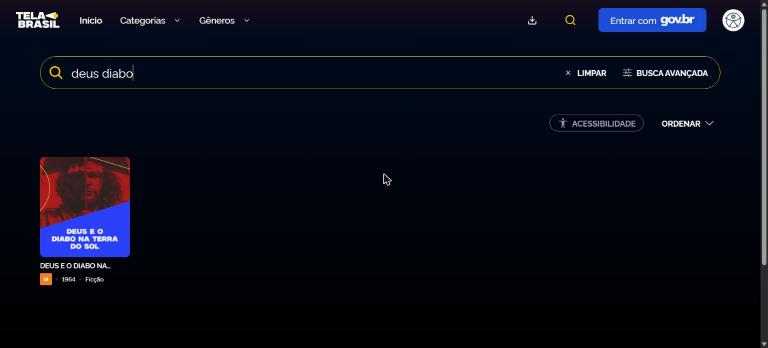 TELA
BRASIL
Início
Categorias
Gêneros
Entrar com gov.br
deus diabo
× LIMPAR
BUSCA AVANÇADA
ACESSIBILIDADE
ORDENAR
DEUS E O
DIABO NA TERRA
DO SOL
DEUS E O DIABO NA...
14 · 1964 · Ficção